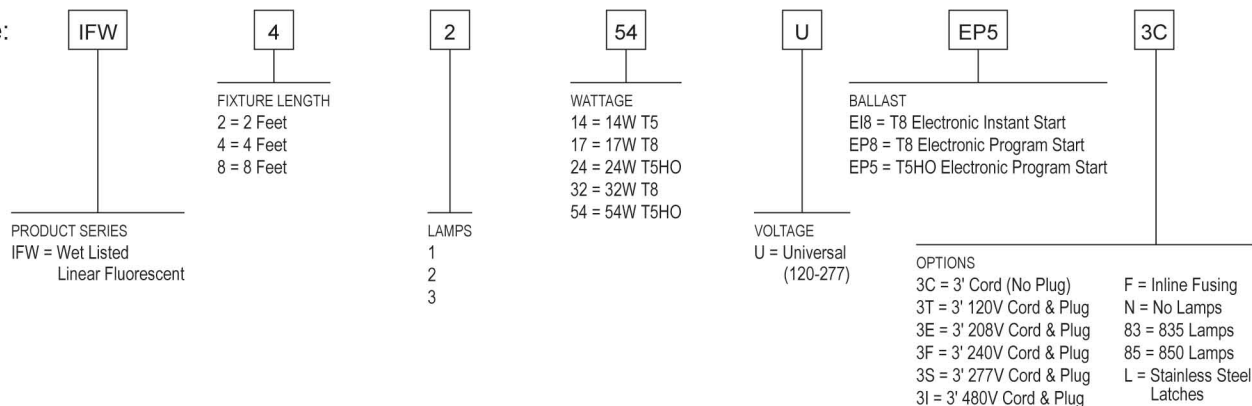 e:
IFW
4
2
54
U
EP5
3C
PRODUCT SERIES
IFW = Wet Listed
Linear Fluorescent
FIXTURE LENGTH
2 = 2 Feet
4 = 4 Feet
8 = 8 Feet
LAMPS
1
2
3
WATTAGE
14 = 14W T5
17 = 17W T8
24 = 24W T5HO
32 = 32W T8
54 = 54W T5HO
VOLTAGE
U = Universal
(120-277)
BALLAST
EI8 = T8 Electronic Instant Start
EP8 = T8 Electronic Program Start
EP5 = T5HO Electronic Program Start
OPTIONS
3C = 3' Cord (No Plug)
3T = 3' 120V Cord & Plug
3E = 3' 208V Cord & Plug
3F = 3' 240V Cord & Plug
3S = 3' 277V Cord & Plug
3I = 3' 480V Cord & Plug
F = Inline Fusing
N = No Lamps
83 = 835 Lamps
85 = 850 Lamps
L = Stainless Steel
Latches